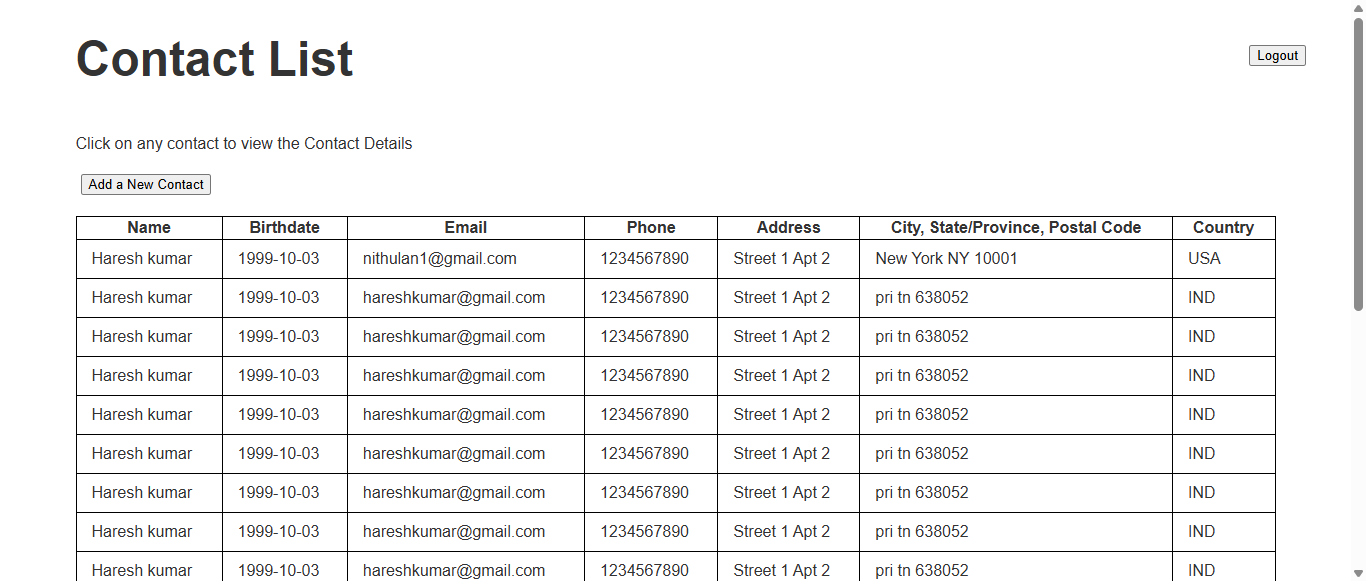 Contact List
Logout
Click on any contact to view the Contact Details
Add a New Contact
Name Birthdate Email Phone Address City, State/Province, Postal Code Country
Haresh kumar 1999-10-03 nithulan1@gmail.com 1234567890 Street 1 Apt 2 New York NY 10001 USA
Haresh kumar 1999-10-03 hareshkumar@gmail.com 1234567890 Street 1 Apt 2 pri tn 638052 IND
Haresh kumar 1999-10-03 hareshkumar@gmail.com 1234567890 Street 1 Apt 2 pri tn 638052 IND
Haresh kumar 1999-10-03 hareshkumar@gmail.com 1234567890 Street 1 Apt 2 pri tn 638052 IND
Haresh kumar 1999-10-03 hareshkumar@gmail.com 1234567890 Street 1 Apt 2 pri tn 638052 IND
Haresh kumar 1999-10-03 hareshkumar@gmail.com 1234567890 Street 1 Apt 2 pri tn 638052 IND
Haresh kumar 1999-10-03 hareshkumar@gmail.com 1234567890 Street 1 Apt 2 pri tn 638052 IND
Haresh kumar 1999-10-03 hareshkumar@gmail.com 1234567890 Street 1 Apt 2 pri tn 638052 IND
Haresh kumar 1999-10-03 hareshkumar@gmail.com 1234567890 Street 1 Apt 2 pri tn 638052 IND